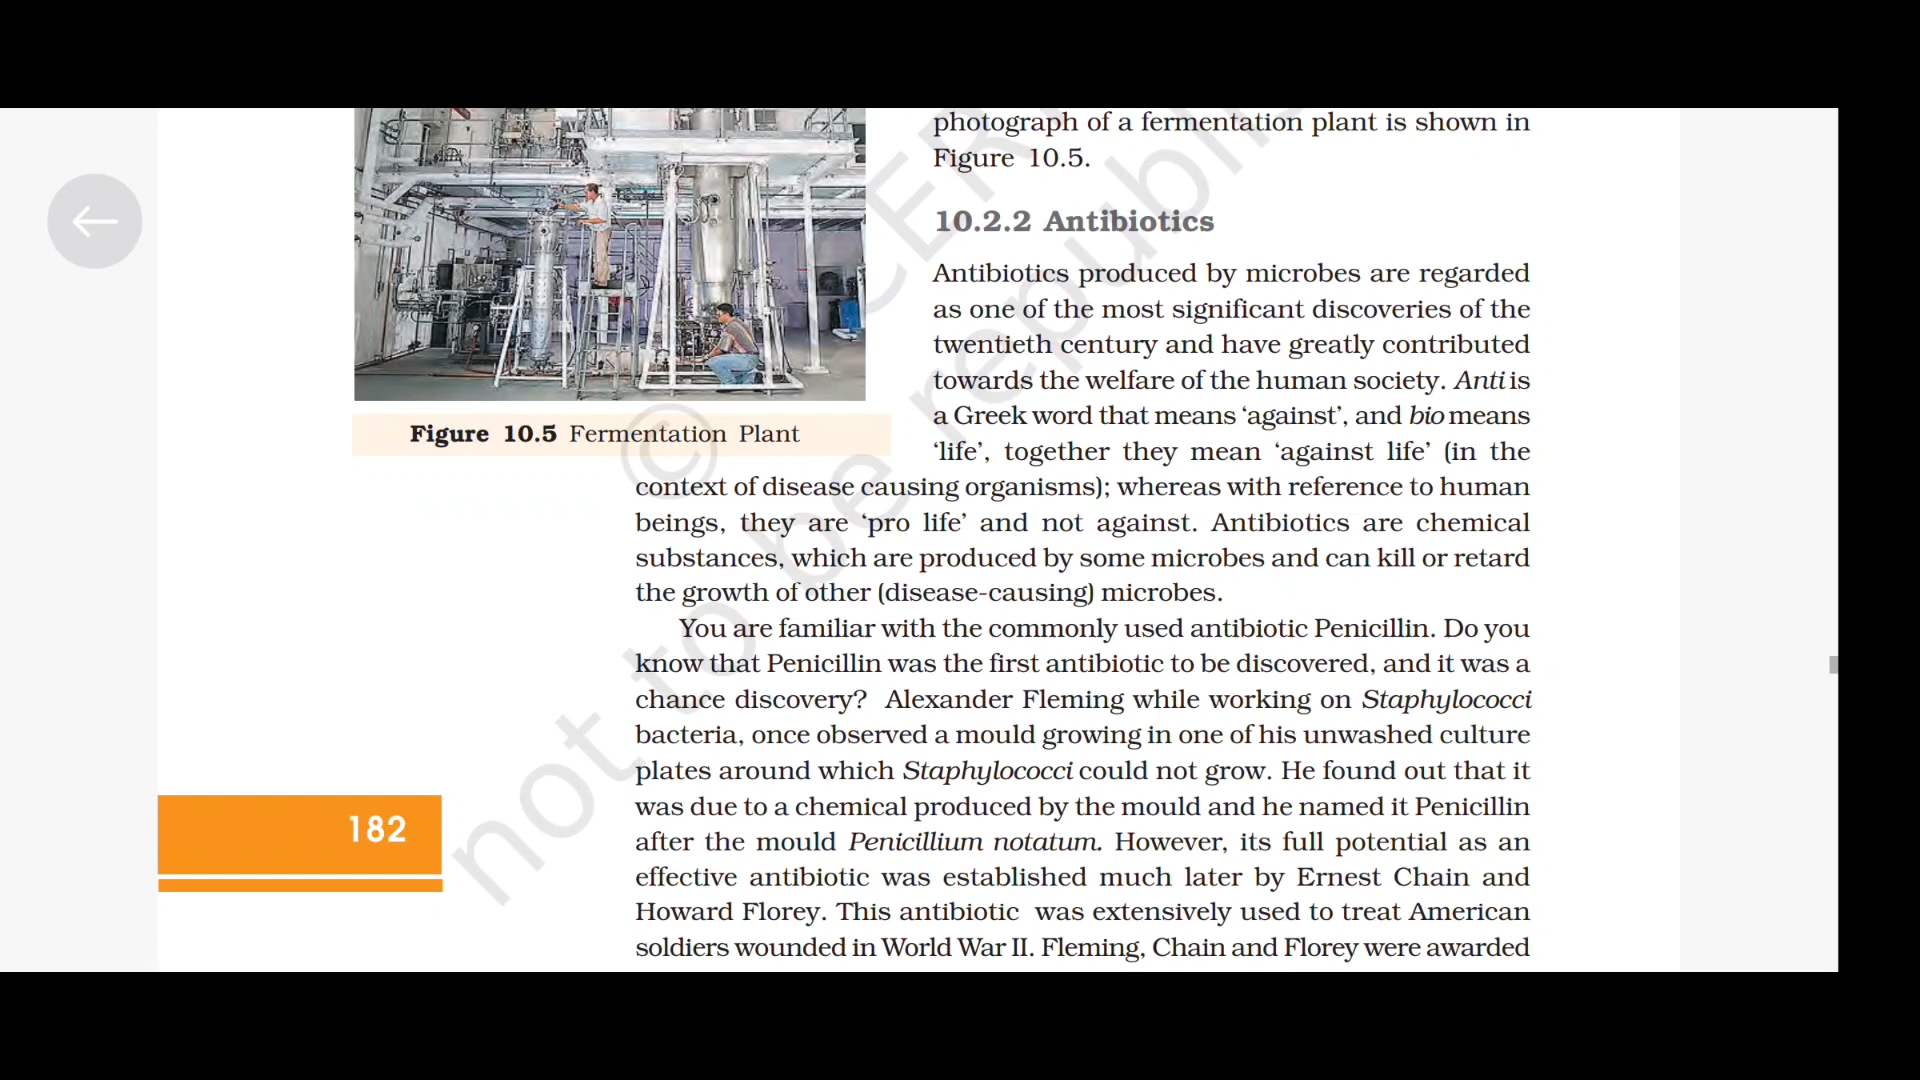 photograph of a fermentation plant is shown in
Figure 10.5.
10.2.2 Antibiotics
Antibiotics produced by microbes are regarded
as one of the most significant discoveries of the
twentieth century and have greatly contributed
towards the welfare of the human society. Anti is
a Greek word that means ‘against’, and bio means
‘life’, together they mean ‘against life’ (in the
Figure 10.5 Fermentation Plant
context of disease causing organisms); whereas with reference to human
beings, they are ‘pro life’ and not against. Antibiotics are chemical
substances, which are produced by some microbes and can kill or retard
the growth of other (disease-causing) microbes.
You are familiar with the commonly used antibiotic Penicillin. Do you
know that Penicillin was the first antibiotic to be discovered, and it was a
chance discovery? Alexander Fleming while working on Staphylococci
bacteria, once observed a mould growing in one of his unwashed culture
plates around which Staphylococci could not grow. He found out that it
was due to a chemical produced by the mould and he named it Penicillin
after the mould Penicillium notatum. However, its full potential as an
effective antibiotic was established much later by Ernest Chain and
Howard Florey. This antibiotic was extensively used to treat American
soldiers wounded in World War II. Fleming, Chain and Florey were awarded
182
©
not to be republi